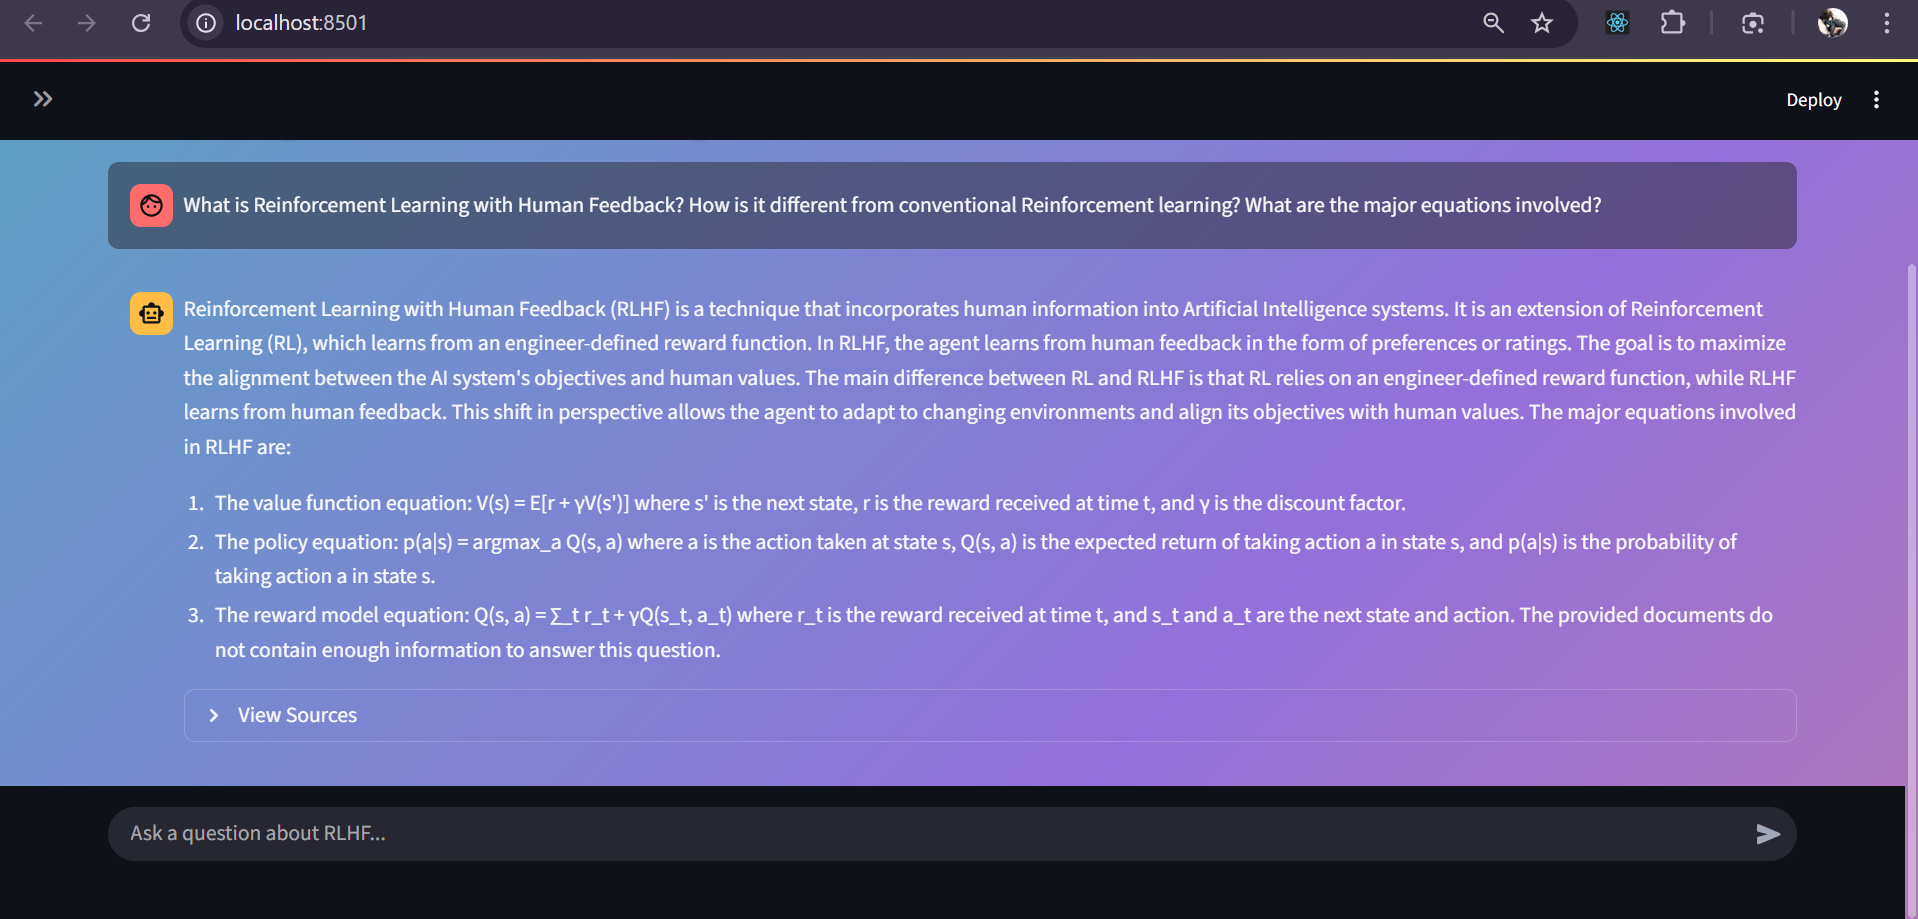 localhost:8501
Deploy
What is Reinforcement Learning with Human Feedback? How is it different from conventional Reinforcement learning? What are the major equations involved?
Reinforcement Learning with Human Feedback (RLHF) is a technique that incorporates human information into Artificial Intelligence systems. It is an extension of Reinforcement
Learning (RL), which learns from an engineer-defined reward function. In RLHF, the agent learns from human feedback in the form of preferences or ratings. The goal is to maximize
the alignment between the AI system's objectives and human values. The main difference between RL and RLHF is that RL relies on an engineer-defined reward function, while RLHF
learns from human feedback. This shift in perspective allows the agent to adapt to changing environments and align its objectives with human values. The major equations involved
in RLHF are:
1. The value function equation: V(s) = E[r + γV(s')] where s' is the next state, r is the reward received at time t, and γ is the discount factor.
2. The policy equation: p(a|s) = argmax_a Q(s, a) where a is the action taken at state s, Q(s, a) is the expected return of taking action a in state s, and p(a|s) is the probability of
taking action a in state s.
3. The reward model equation: Q(s, a) = ∑_t r_t + γQ(s_t, a_t) where r_t is the reward received at time t, and s_t and a_t are the next state and action. The provided documents do
not contain enough information to answer this question.
View Sources
Ask a question about RLHF...